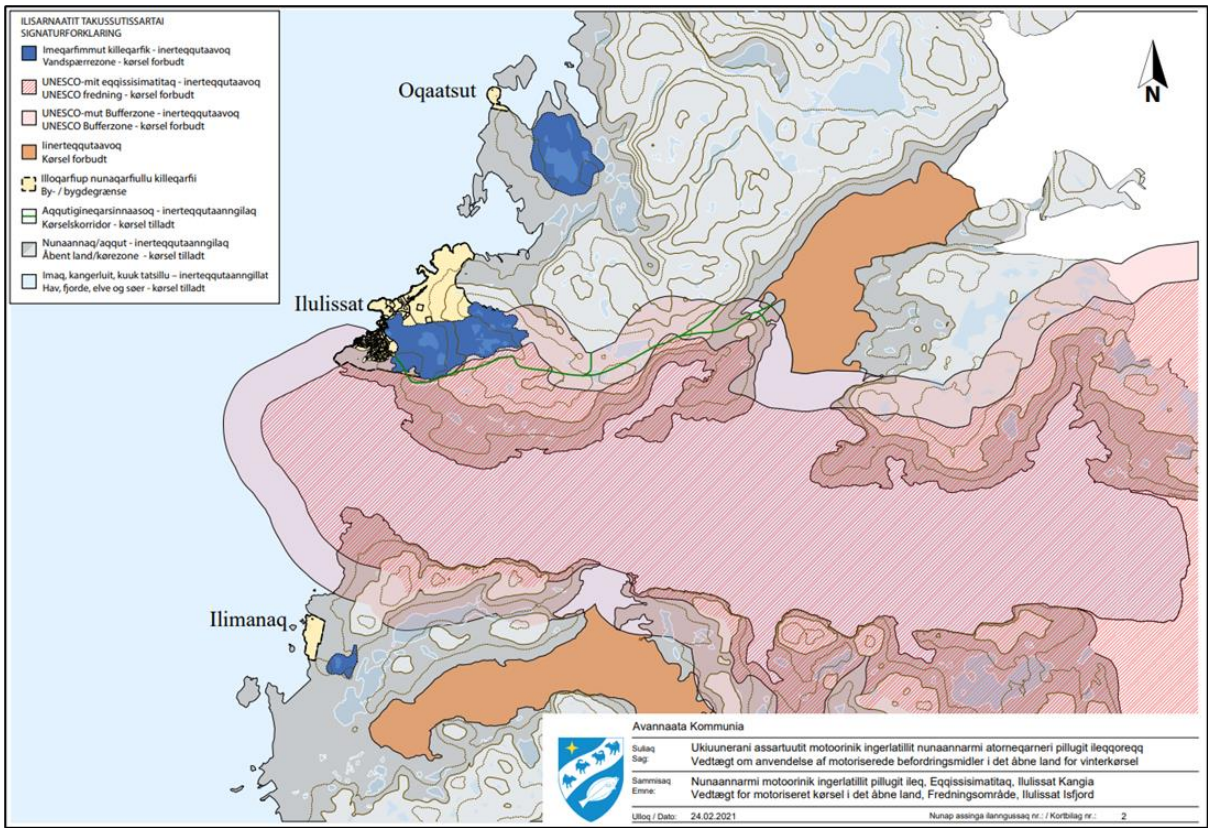 ILISARNAATIT TAKUSSUTISSARTAI
SIGNATURFORKLARING
Imeqarfimmut killeqarfik - inerteqqutaavoq
Vandspærrezone - kørsel forbudt
UNESCO-mit eqqissisimatitaq - inerteqqutaavoq
UNESCO fredning - kørsel forbudt
UNESCO-mut Bufferzone - inerteqqutaavoq
UNESCO Bufferzone - kørsel forbudt
Iinerteqqutaavoq
Kørsel forbudt
Illoqarfiup nunaqarfiullu killeqarfii
By- / bygdegrænse
Aqqutigineqarsinnaasoq - inerteqqutaanngilaq
Kørselskorridor - kørsel tilladt
Nunaannaq/aqqut - inerteqqutaanngilaq
Åbent land/kørezone - kørsel tilladt
Imaq, kangerluit, kuuk tatsillu – inerteqqutaanngillat
Hav, fjorde, elve og søer - kørsel tilladt
Oqaatsut
N
Ilulissat
Ilimanaq
Avannaata Kommunia
Suliaq Ukiuunerani assartuutit motoorinik ingerlatillit nunaannarmi atorneqarneri pillugit ileqqoreqq
Sag: Vedtægt om anvendelse af motoriserede befordringsmidler i det åbne land for vinterkørsel
Sammisaq Nunaannarmi motoorinik ingerlatillit pillugit ileq, Eqqissisimatitaq, Ilulissat Kangia
Emne: Vedtægt for motoriseret kørsel i det åbne land, Fredningsområde, Ilulissat Isfjord
Ulloq / Dato: 24.02.2021 Nunap assinga ilanngussaq nr.: / Kortbilag nr.: 2